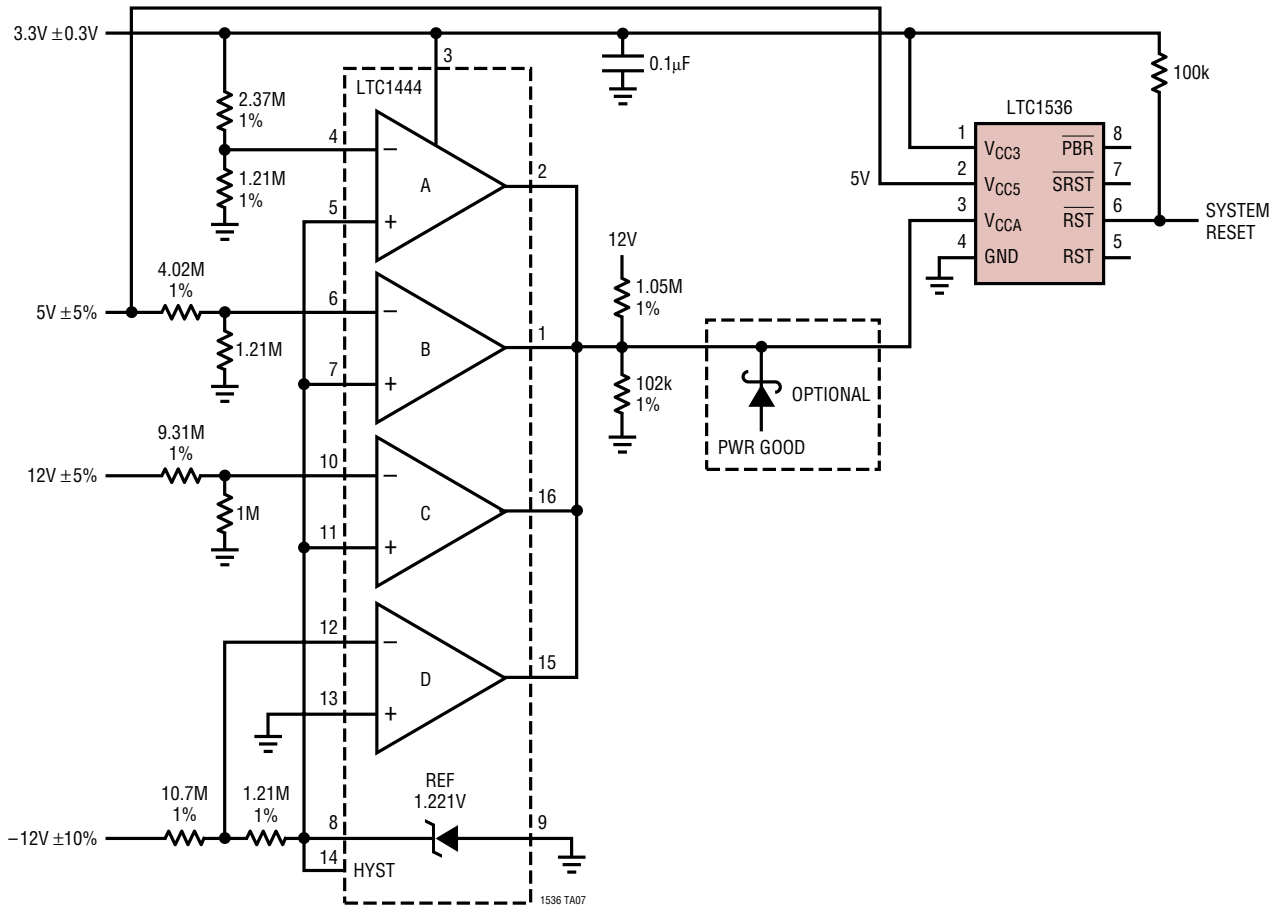 3.3V ±0.3V
3
0.1µF
100k
LTC1444
2.37M
1%
LTC1536
4
1
V_CC3
PBR
8
A
2
5V
2
V_CC5
SRST
7
1.21M
1%
5
3
V_CCA
RST
6
SYSTEM
RESET
12V
4
GND
RST
5
4.02M
1%
1.05M
1%
5V ±5%
6
B
1
1.21M
7
102k
1%
OPTIONAL
PWR GOOD
9.31M
1%
12V ±5%
10
C
16
1M
11
12
D
15
13
10.7M
1%
1.21M
1%
REF
1.221V
−12V ±10%
8
9
14
HYST
1536 TA07